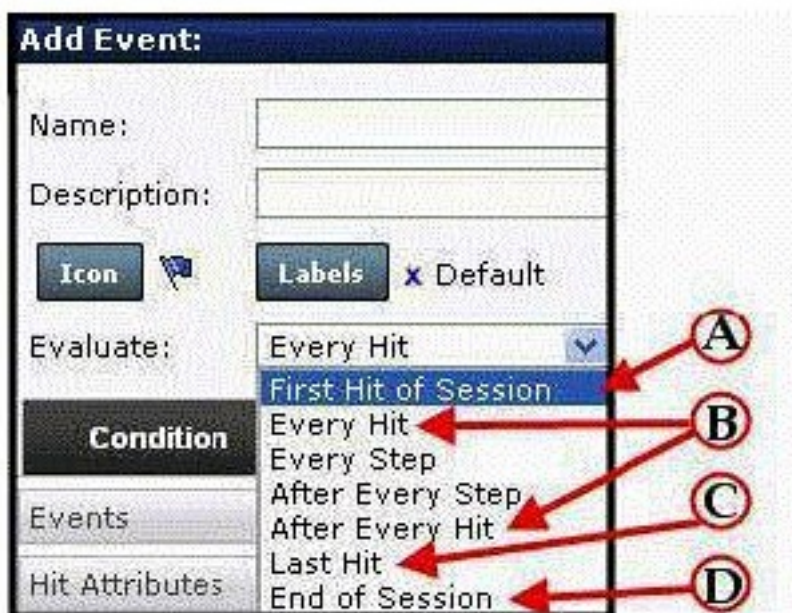 Add Event:
Name:
Description:
Icon Labels x Default
Evaluate: Every Hit
First Hit of Session
Every Hit
Every Step
After Every Step
After Every Hit
Last Hit
End of Session
Condition
Events
Hit Attributes
A
B
C
D